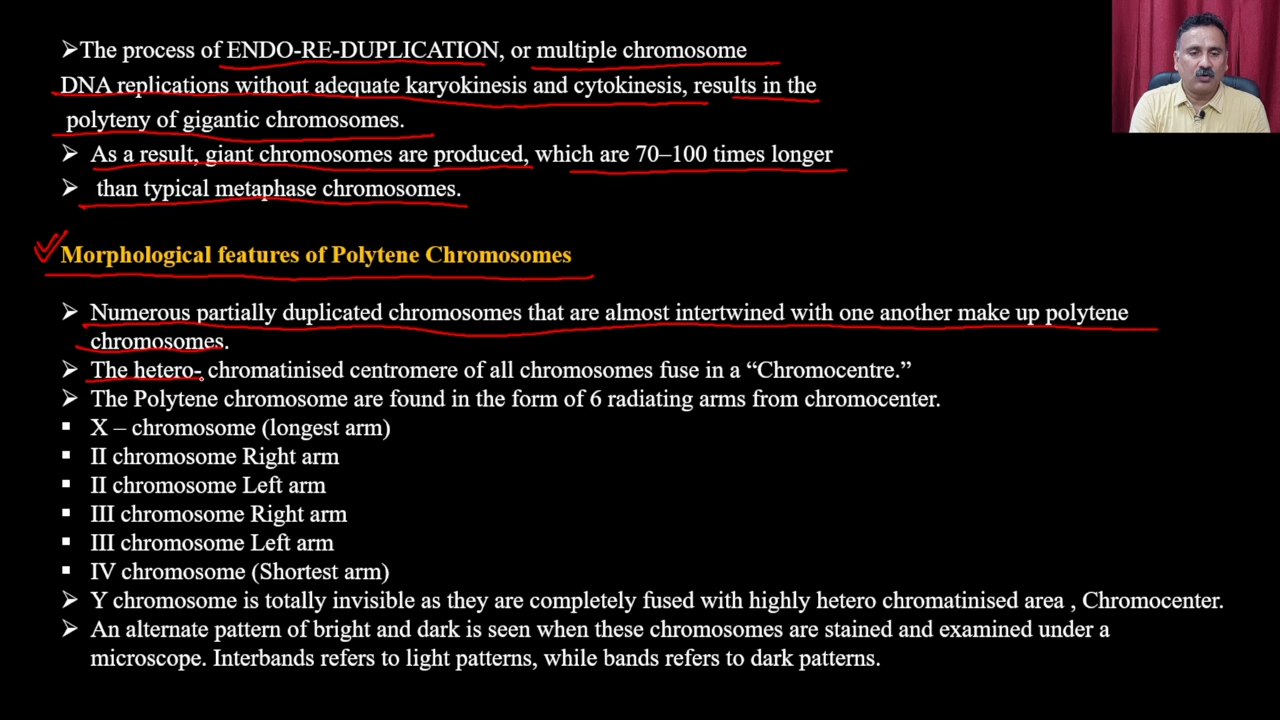 ➢The process of ENDO-RE-DUPLICATION, or multiple chromosome
DNA replications without adequate karyokinesis and cytokinesis, results in the
polyteny of gigantic chromosomes.
➢ As a result, giant chromosomes are produced, which are 70–100 times longer
➢ than typical metaphase chromosomes.
Morphological features of Polytene Chromosomes
➢ Numerous partially duplicated chromosomes that are almost intertwined with one another make up polytene
chromosomes.
➢ The hetero- chromatinised centromere of all chromosomes fuse in a “Chromocentre.”
➢ The Polytene chromosome are found in the form of 6 radiating arms from chromocenter.
▪ X – chromosome (longest arm)
▪ II chromosome Right arm
▪ II chromosome Left arm
▪ III chromosome Right arm
▪ III chromosome Left arm
▪ IV chromosome (Shortest arm)
➢ Y chromosome is totally invisible as they are completely fused with highly hetero chromatinised area , Chromocenter.
➢ An alternate pattern of bright and dark is seen when these chromosomes are stained and examined under a
microscope. Interbands refers to light patterns, while bands refers to dark patterns.